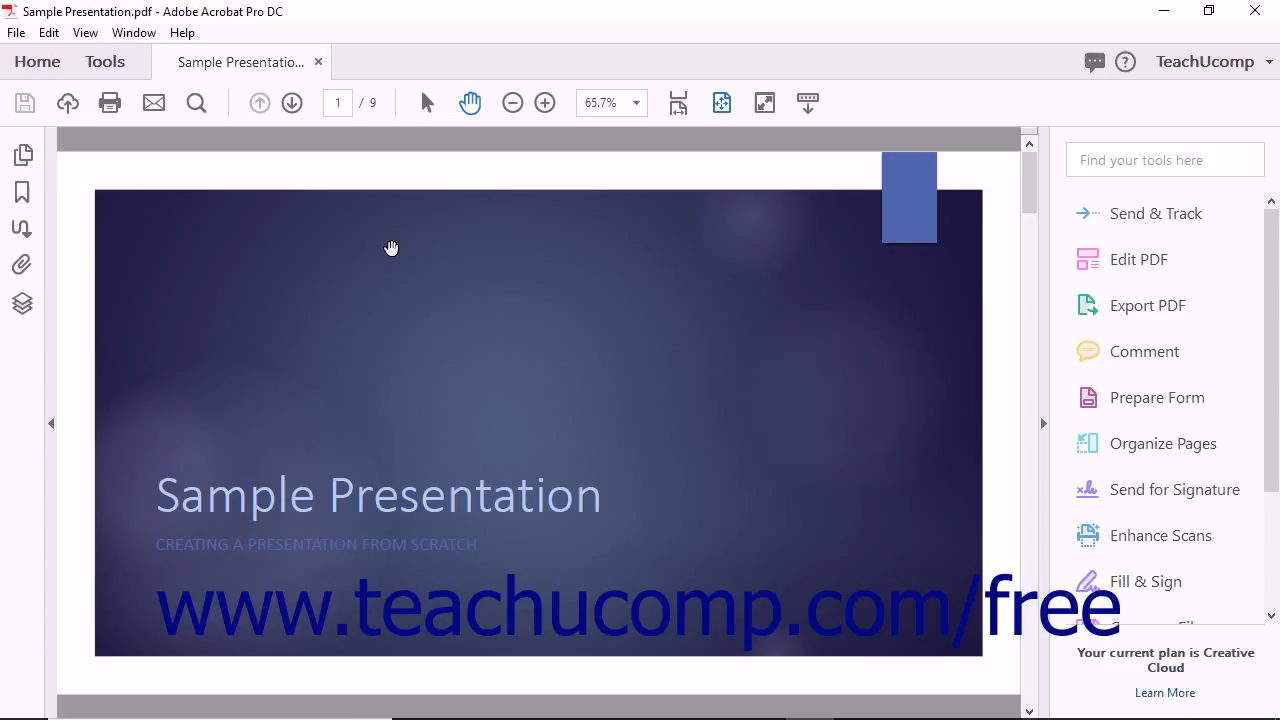 Sample Presentation.pdf - Adobe Acrobat Pro DC
File Edit View Window Help
Home Tools Sample Presentatio... × TeachUcomp
1 / 9 65.7%
Find your tools here
Send & Track
Edit PDF
Export PDF
Comment
Prepare Form
Organize Pages
Send for Signature
Enhance Scans
Fill & Sign
Sample Presentation
CREATING A PRESENTATION FROM SCRATCH
www.teachucomp.com/free
Your current plan is Creative
Cloud
Learn More